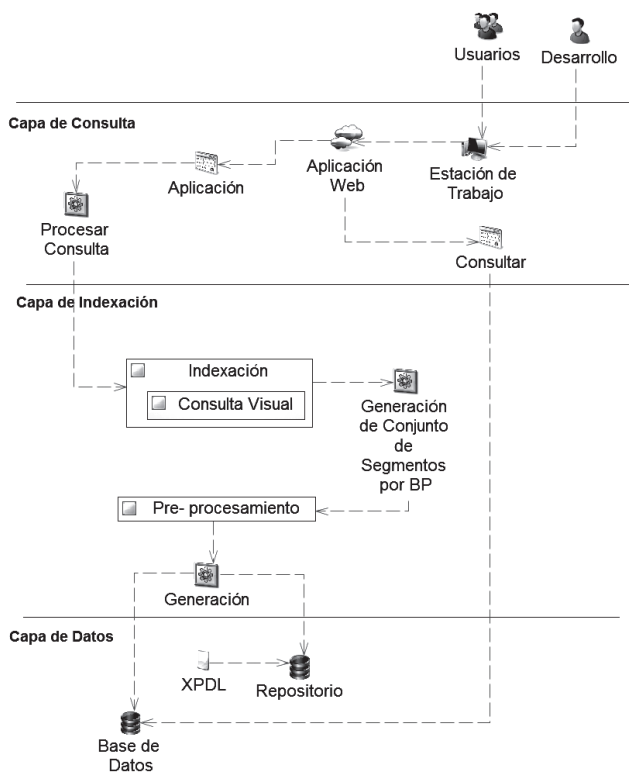 Usuarios
Desarrollo
Capa de Consulta
Aplicación
Aplicación
Web
Estación de
Trabajo
Procesar
Consulta
Consultar
Capa de Indexación
Indexación
Consulta Visual
Generación
de Conjunto
de
Segmentos
por BP
Pre- procesamiento
Generación
Capa de Datos
XPDL
Repositorio
Base de
Datos